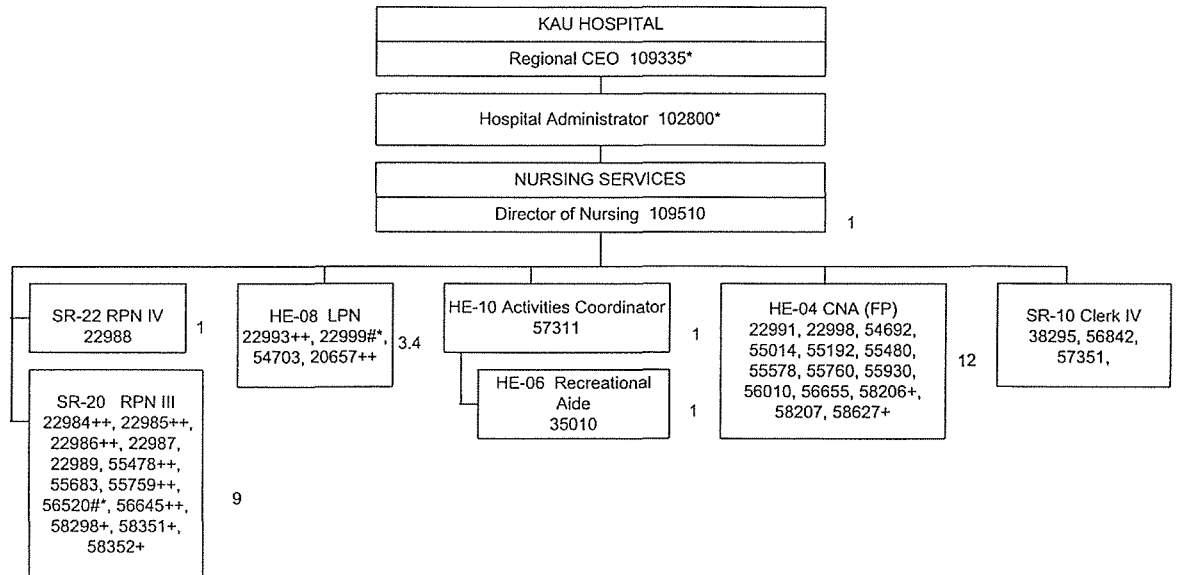 KAU HOSPITAL
Regional CEO 109335*
Hospital Administrator 102800*
NURSING SERVICES
Director of Nursing 109510
1
SR-22 RPN IV
22988
1
SR-20 RPN III
22984++, 22985++,
22986++, 22987,
22989, 55478++,
55683, 55759++,
56520#*, 56645++,
58298+, 58351+,
58352+
9
HE-08 LPN
22993++, 22999#*,
54703, 20657++
3.4
HE-10 Activities Coordinator
57311
1
HE-06 Recreational
Aide
35010
1
HE-04 CNA (FP)
22991, 22998, 54692,
55014, 55192, 55480,
55578, 55760, 55930,
56010, 56655, 58206+,
58207, 58627+
12
SR-10 Clerk IV
38295, 56842,
57351,